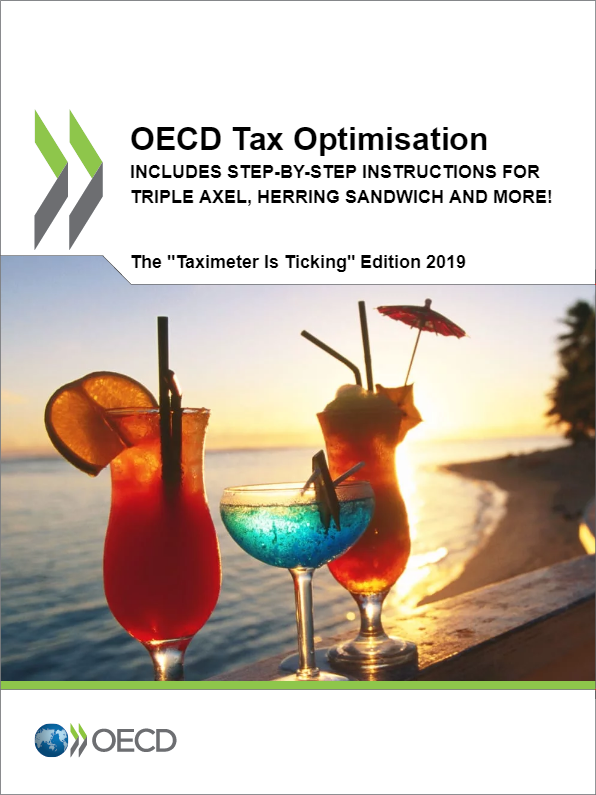 OECD Tax Optimisation
INCLUDES STEP-BY-STEP INSTRUCTIONS FOR
TRIPLE AXEL, HERRING SANDWICH AND MORE!
The "Taximeter Is Ticking" Edition 2019
OECD